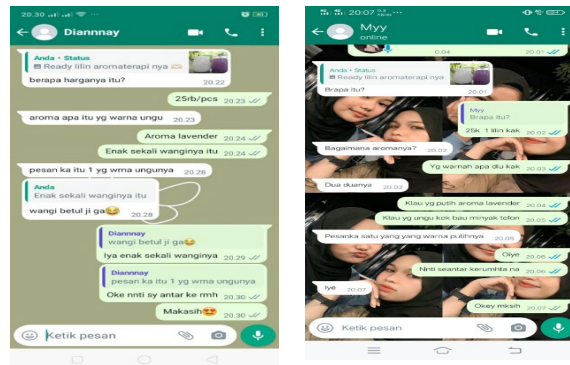 20.30
Diannnay
Anda • Status
Ready lilin aromaterapi nya
berapa harganya itu?
20.22
25rb/pcs 20.23
aroma apa itu yg warna ungu 20.23
Aroma lavender 20.24
Enak sekali wanginya itu 20.24
pesan ka itu 1 yg wrna ungu 20.28
Anda
Enak sekali wanginya itu
wangi betul ji ga😂 20.28
Diannnay
wangi betul ji ga😂
Iya enak sekali wanginya 20.29
Diannnay
pesan ka itu 1 yg wrna ungu
Oke nnti sy antar ke rmh 20.30
Makasih😍 20.30
Ketik pesan
20:07
Myy
online
0.04 20.01
Anda • Status
Ready lilin aromaterapi nya
Brapa itu?
20.01
Myy
Brapa itu?
25k 1 lilin kak 20.02
Bagaimana aromanya? 20.02
Yg warnah apa dlu kak 20.03
Dua duanya 20.03
Klau yg putih aroma lavender 20.04
Klau yg ungu kek bau minyak telon 20.05
Pesanka satu yang yang warna putihnya 20.05
Oiye 20.06
Nnti seantar kerumhta na 20.06
Iye 20.07
Okey mksih 20.07
Ketik pesan